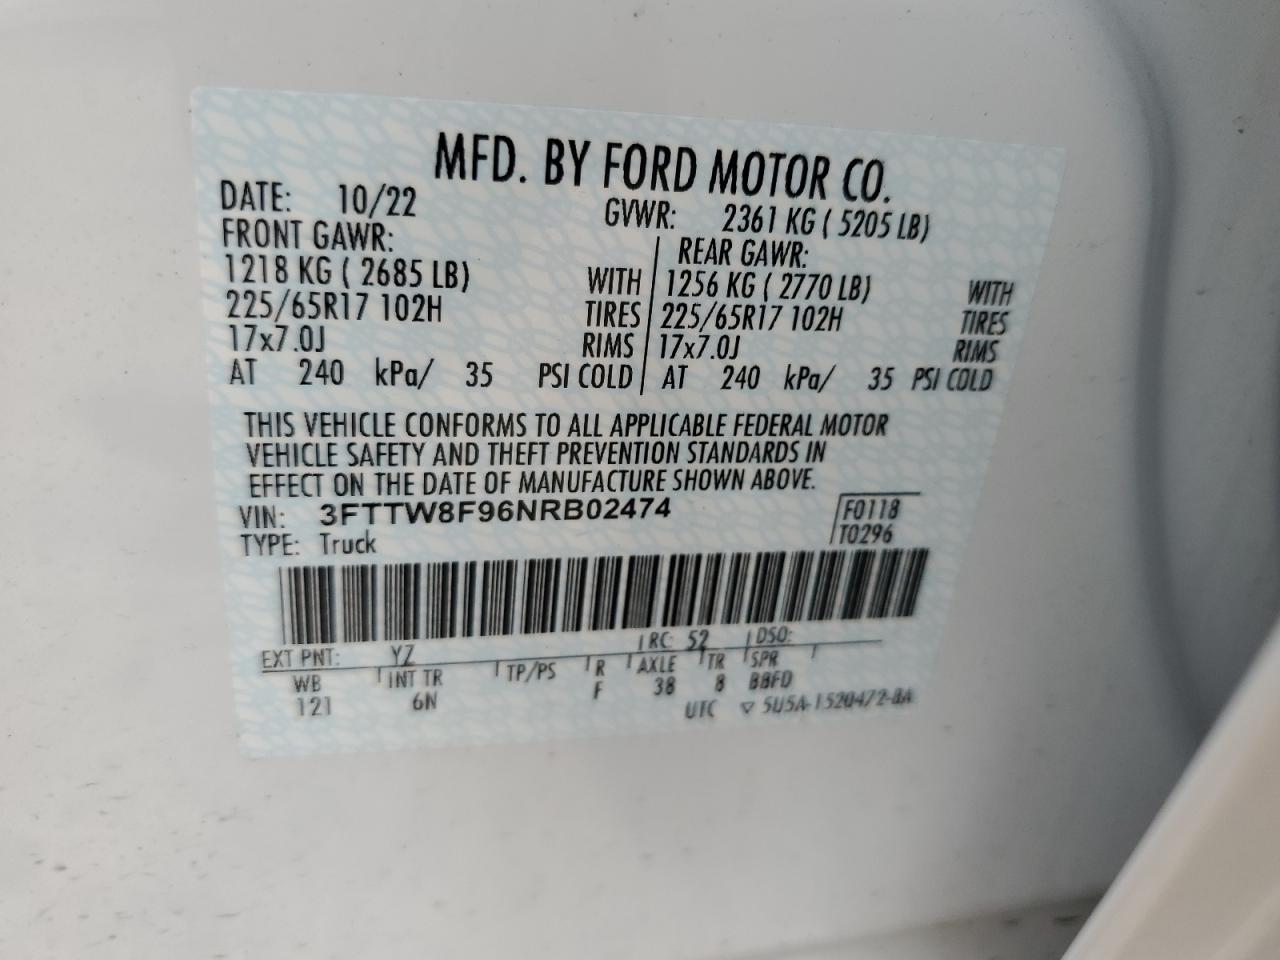 MFD. BY FORD MOTOR CO.
DATE: 10/22 GVWR: 2361 KG ( 5205 LB)
FRONT GAWR: REAR GAWR:
1218 KG ( 2685 LB) WITH 1256 KG ( 2770 LB) WITH
225/65R17 102H TIRES 225/65R17 102H TIRES
17x7.0J RIMS 17x7.0J RIMS
AT 240 kPa/ 35 PSI COLD AT 240 kPa/ 35 PSI COLD
THIS VEHICLE CONFORMS TO ALL APPLICABLE FEDERAL MOTOR
VEHICLE SAFETY AND THEFT PREVENTION STANDARDS IN
EFFECT ON THE DATE OF MANUFACTURE SHOWN ABOVE.
VIN: 3FTTW8F96NRB02474 F0118
TYPE: Truck T0296
EXT PNT: YZ RC: 52 DSO:
WB INT TR TP/PS R AXLE TR SPR
121 6N F 38 8 BBFD
UTC ▽ 5U5A-1520472-BA